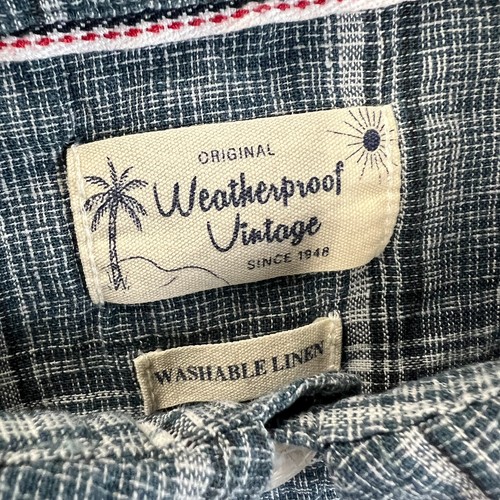 ORIGINAL
Weatherproof
Vintage
SINCE 1948
WASHABLE LINEN